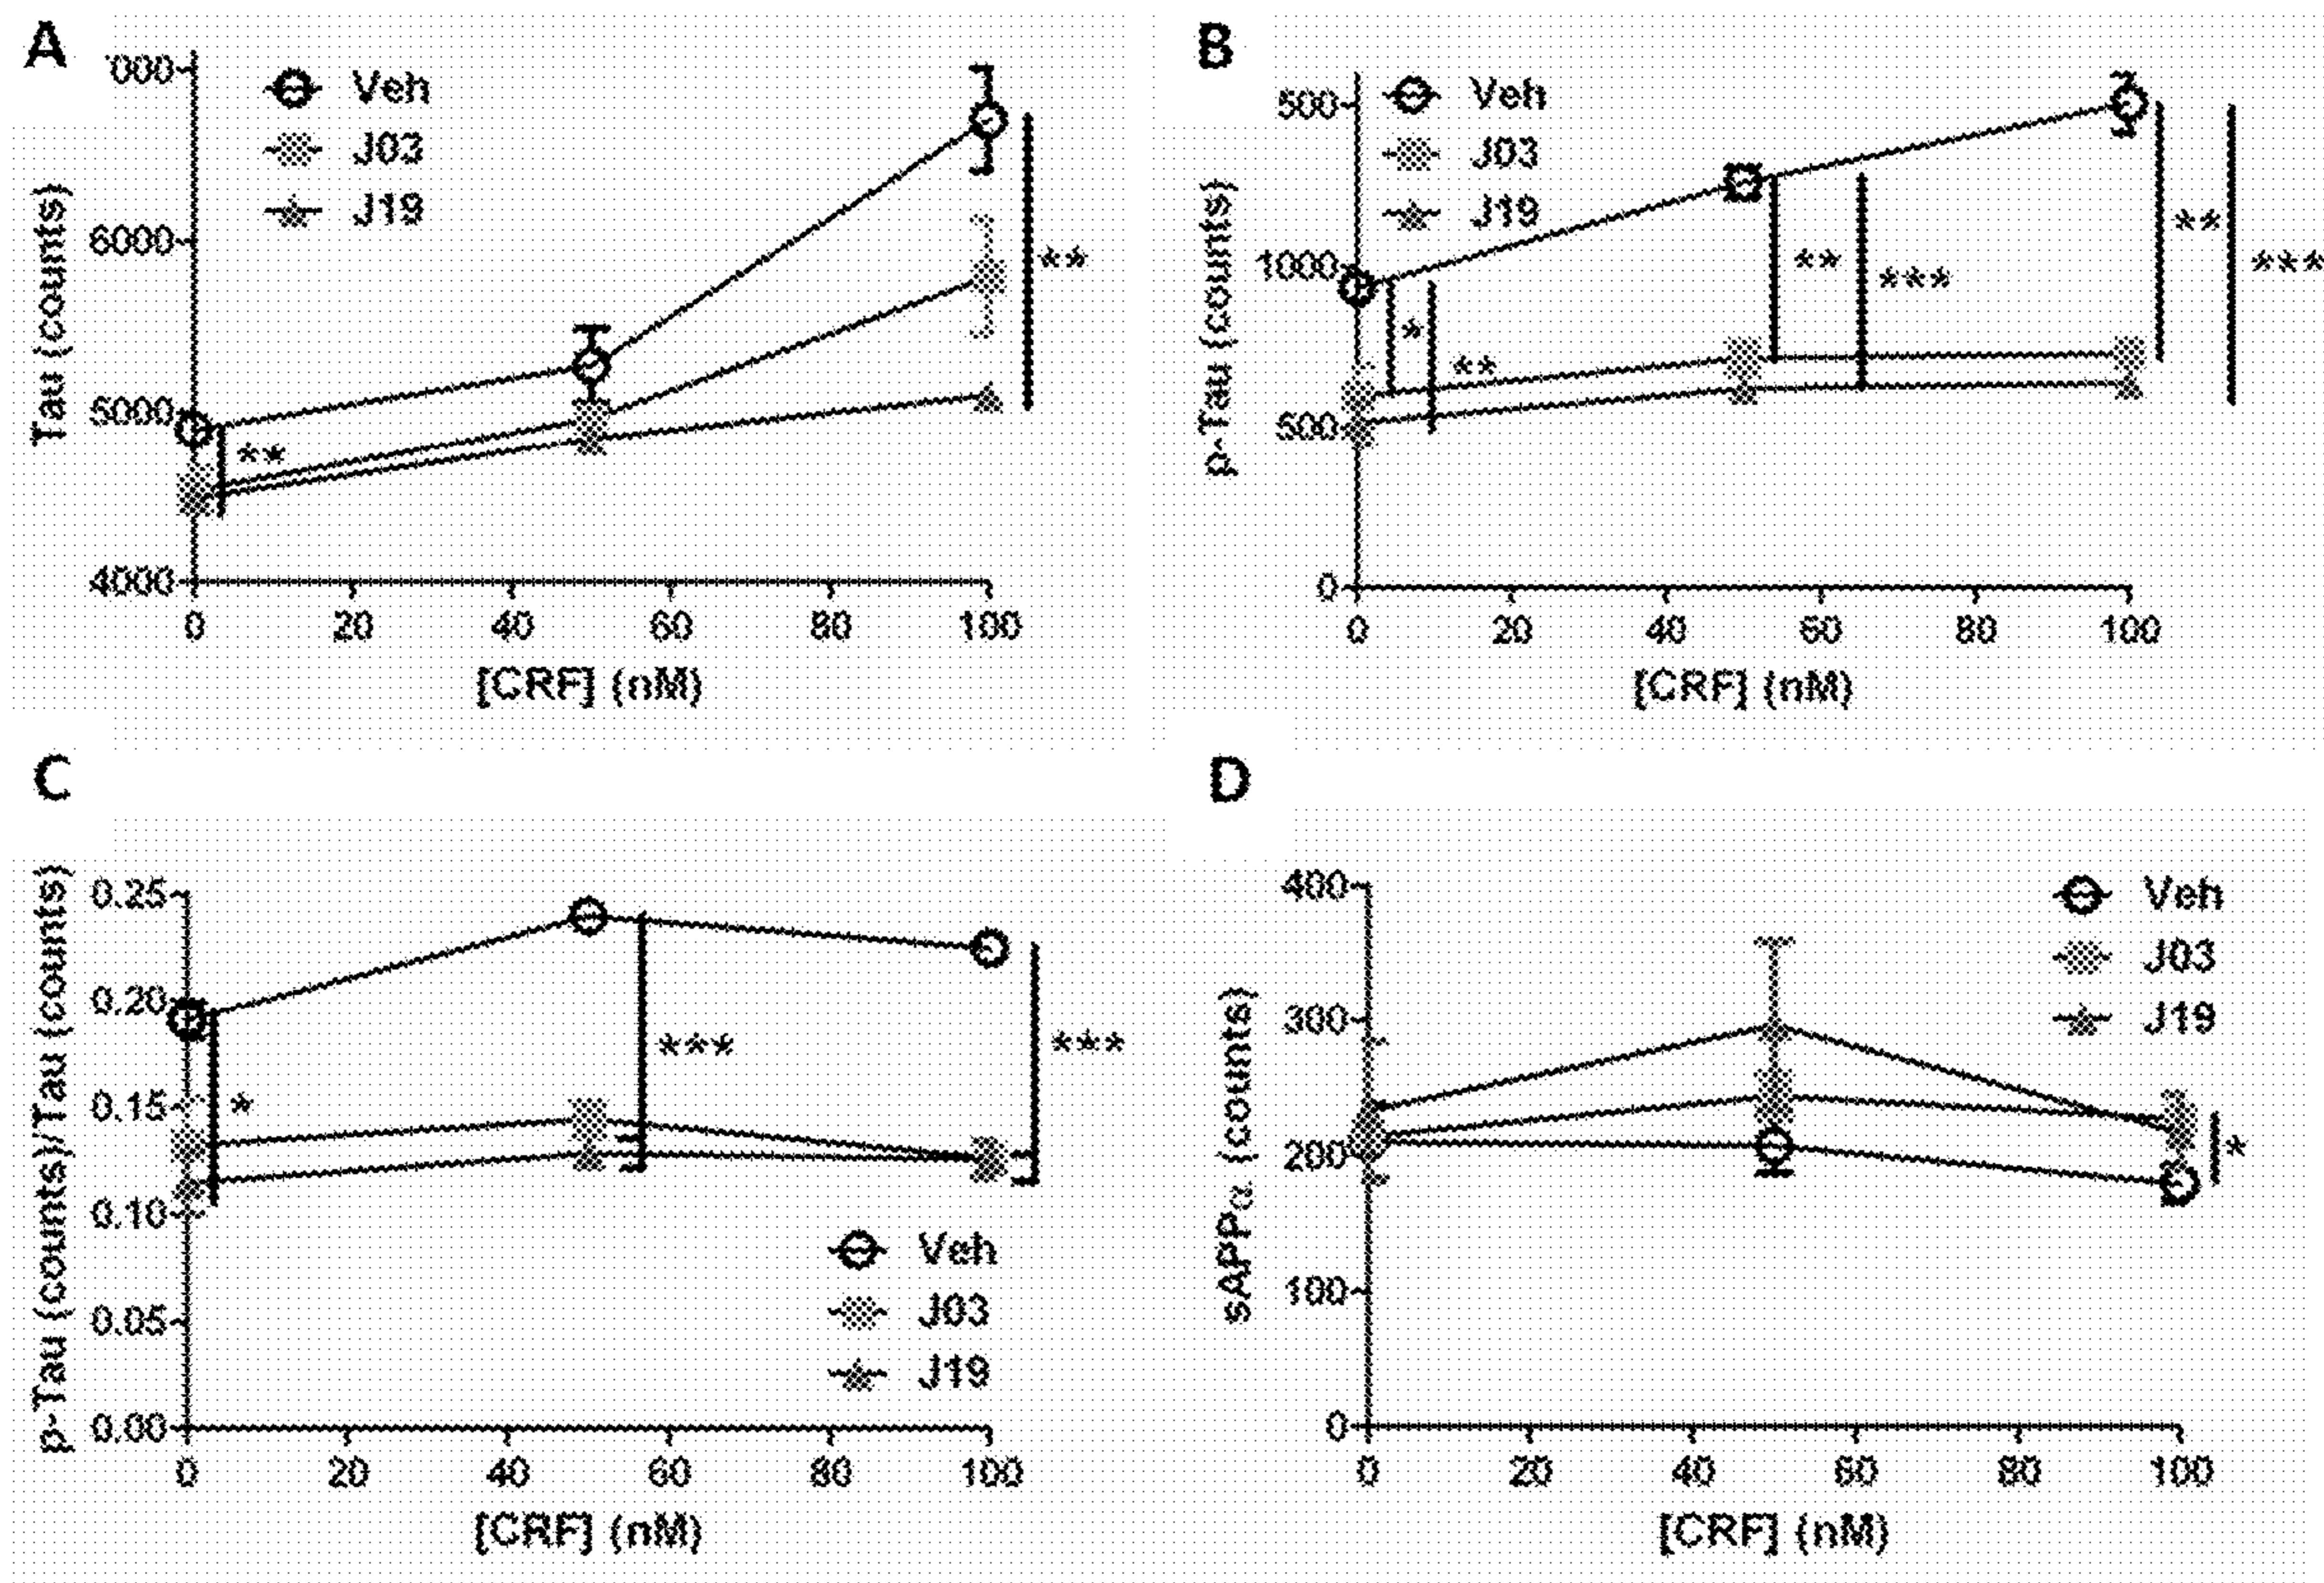 A
'000
6000
5000
4000
Tau (counts)
Veh
J03
J19
**
**
0 20 40 60 80 100
[CRF] (nM)
B
500
1000
500
0
p-Tau (counts)
Veh
J03
J19
*
**
**
***
**
***
0 20 40 60 80 100
[CRF] (nM)
C
0.25
0.20
0.15
0.10
0.05
0.00
p-Tau (counts)/Tau (counts)
*
***
***
Veh
J03
J19
0 20 40 60 80 100
[CRF] (nM)
D
400
300
200
100
0
sAPPα (counts)
Veh
J03
J19
*
0 20 40 60 80 100
[CRF] (nM)